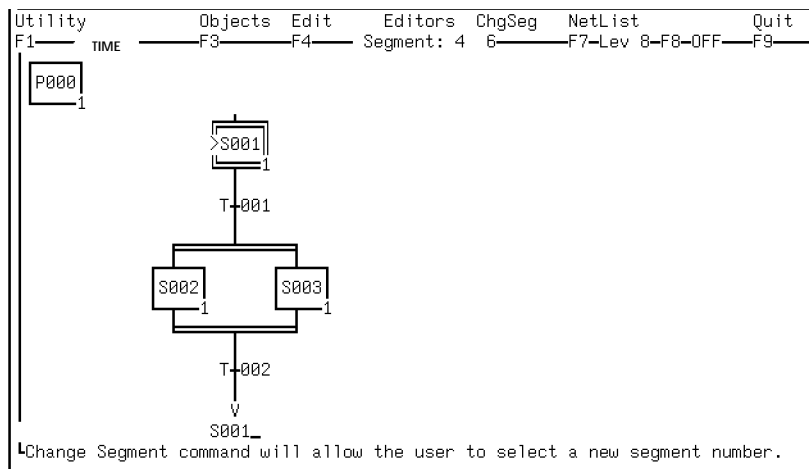 Utility Objects Edit Editors ChgSeg NetList Quit
F1 TIME F3 F4 Segment: 4 6 F7-Lev 8-F8-OFF F9
P000
1
>S001
1
T 001
S002 S003
1 1
T 002
V
S001_
Change Segment command will allow the user to select a new segment number.